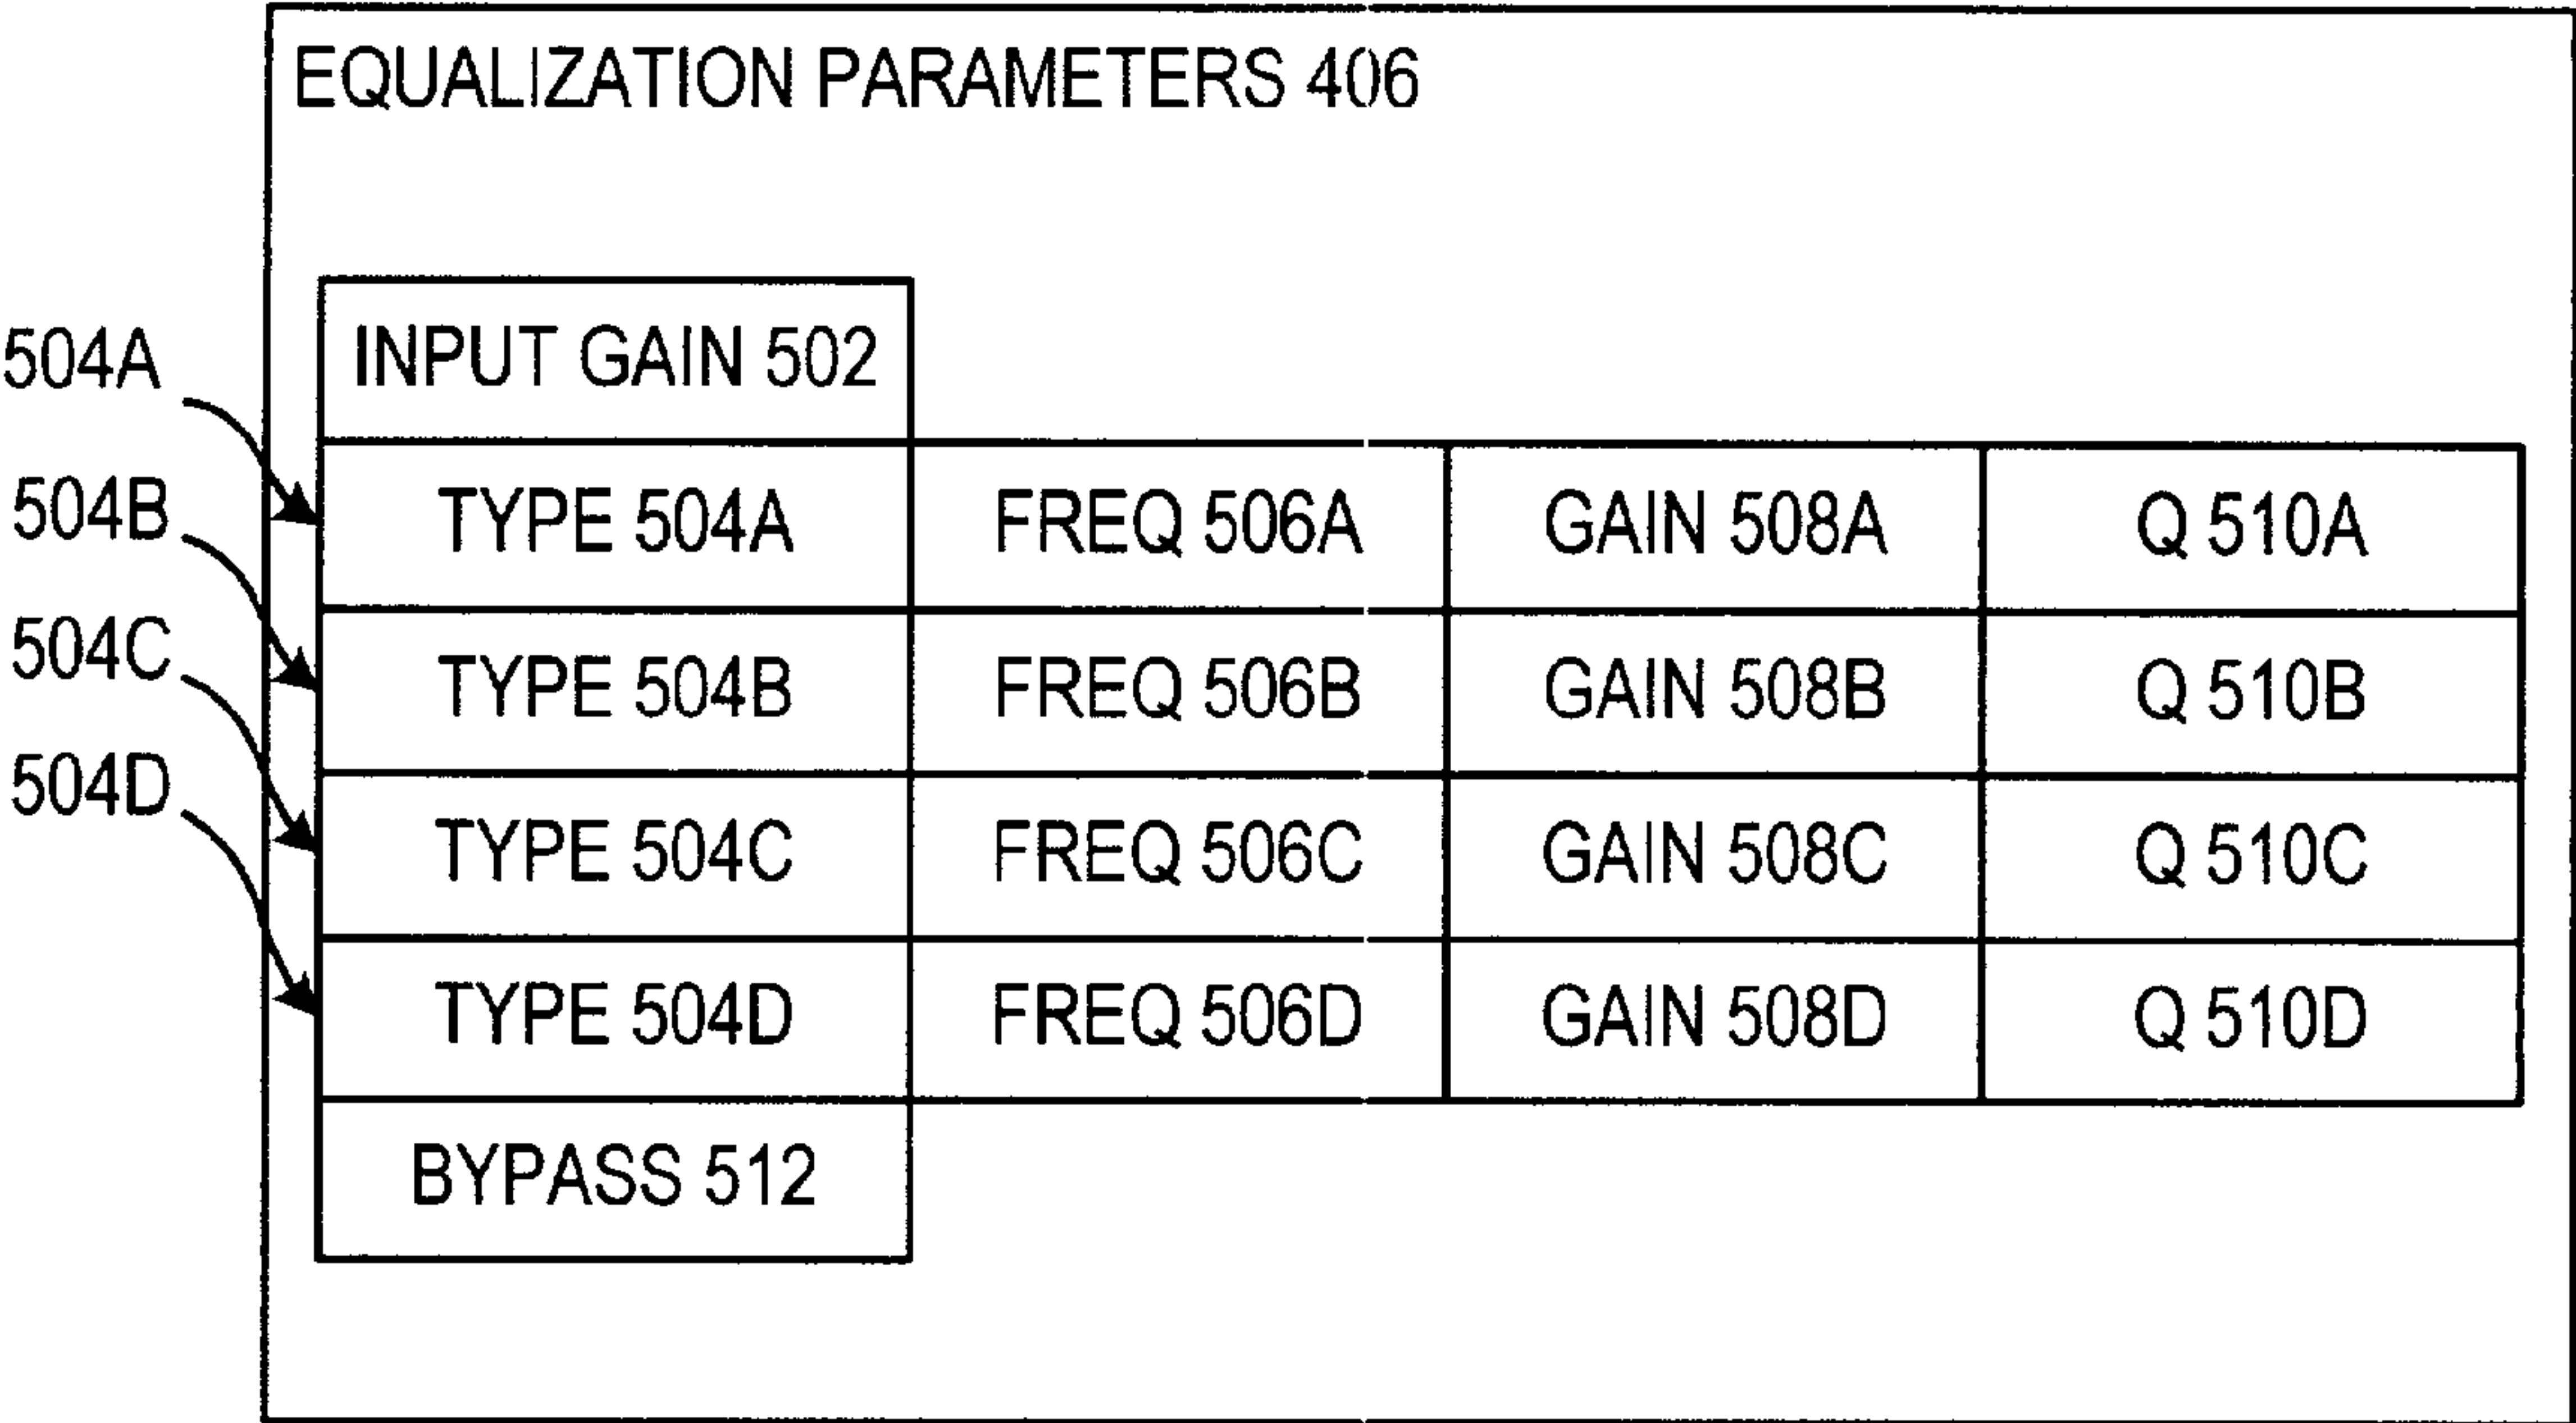 EQUALIZATION PARAMETERS 406
INPUT GAIN 502
504A
TYPE 504A FREQ 506A GAIN 508A Q 510A
504B
TYPE 504B FREQ 506B GAIN 508B Q 510B
504C
TYPE 504C FREQ 506C GAIN 508C Q 510C
504D
TYPE 504D FREQ 506D GAIN 508D Q 510D
BYPASS 512